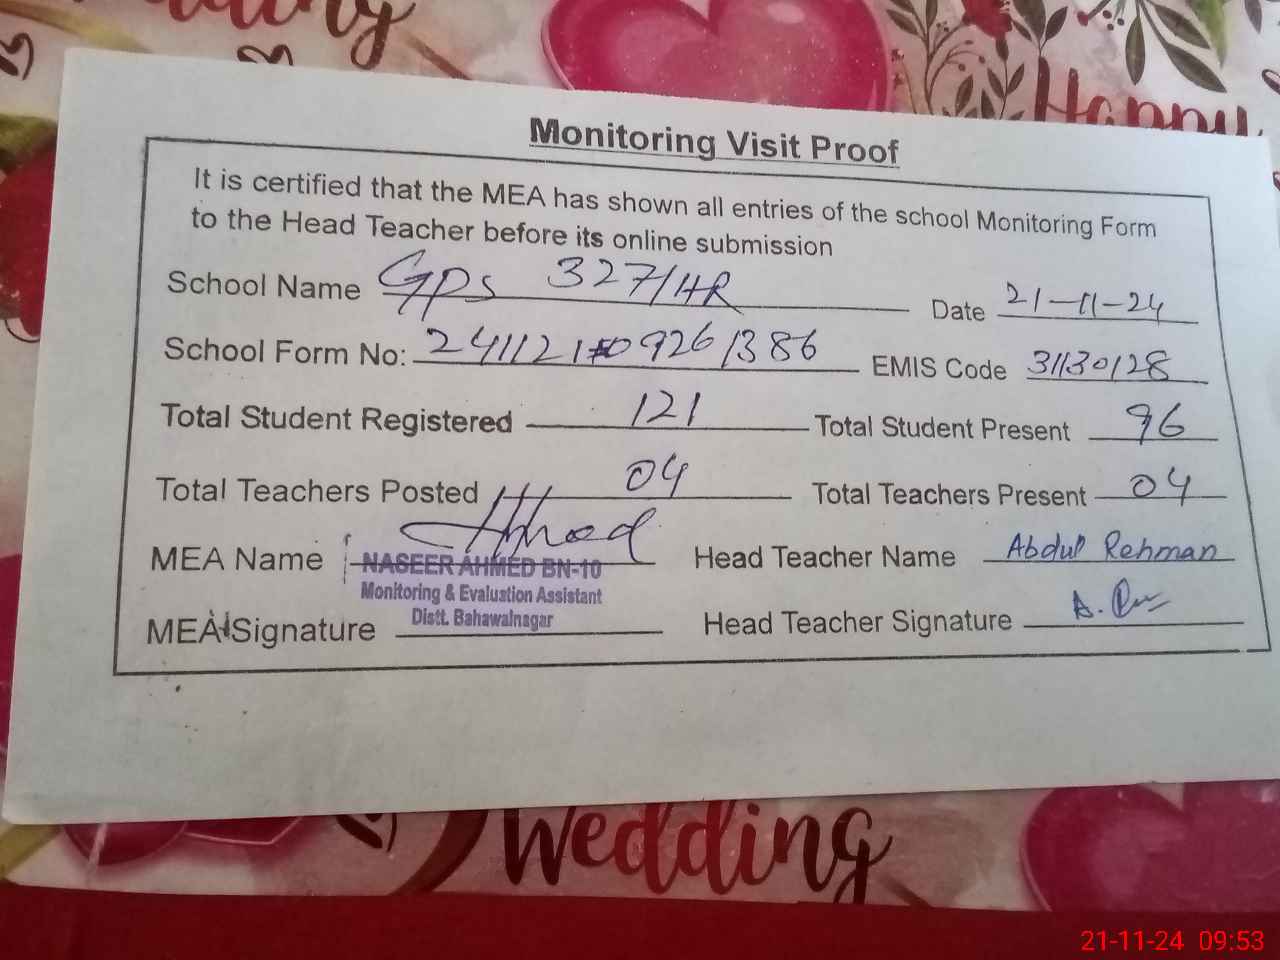 Wedding
Happy
Monitoring Visit Proof
It is certified that the MEA has shown all entries of the school Monitoring Form
to the Head Teacher before its online submission
School Name GPS 327/HR Date 21-11-24
School Form No: 241121 09261386 EMIS Code 31130128
Total Student Registered 121 Total Student Present 96
Total Teachers Posted 04 Total Teachers Present 04
MEA Name NASEER AHMED BN-10 Head Teacher Name Abdul Rehman
Monitoring & Evaluation Assistant
Distt. Bahawalnagar
MEA Signature Head Teacher Signature
Wedding
21-11-24 09:53